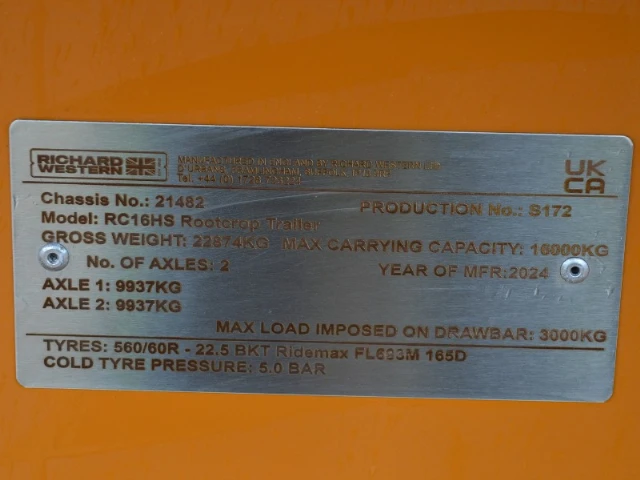 RICHARD
WESTERN
UK
CA
Chassis No.: 21482
PRODUCTION No.: S172
Model: RC16HS Rootcrop Trailer
GROSS WEIGHT: 22874KG MAX CARRYING CAPACITY: 16000KG
No. OF AXLES: 2
YEAR OF MFR:2024
AXLE 1: 9937KG
AXLE 2: 9937KG
MAX LOAD IMPOSED ON DRAWBAR: 3000KG
TYRES: 560/60R - 22.5 BKT Ridemax FL693M 165D
COLD TYRE PRESSURE: 5.0 BAR